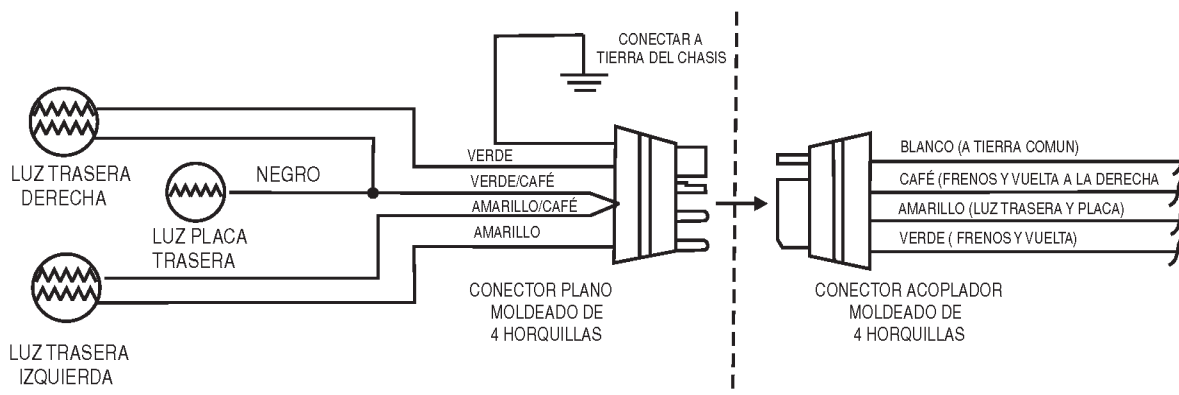 CONECTAR A
TIERRA DEL CHASIS
LUZ TRASERA
DERECHA
NEGRO
LUZ PLACA
TRASERA
LUZ TRASERA
IZQUIERDA
VERDE
VERDE/CAFÉ
AMARILLO/CAFÉ
AMARILLO
CONECTOR PLANO
MOLDEADO DE
4 HORQUILLAS
BLANCO (A TIERRA COMUN)
CAFÉ (FRENOS Y VUELTA A LA DERECHA
AMARILLO (LUZ TRASERA Y PLACA)
VERDE ( FRENOS Y VUELTA)
CONECTOR ACOPLADOR
MOLDEADO DE
4 HORQUILLAS